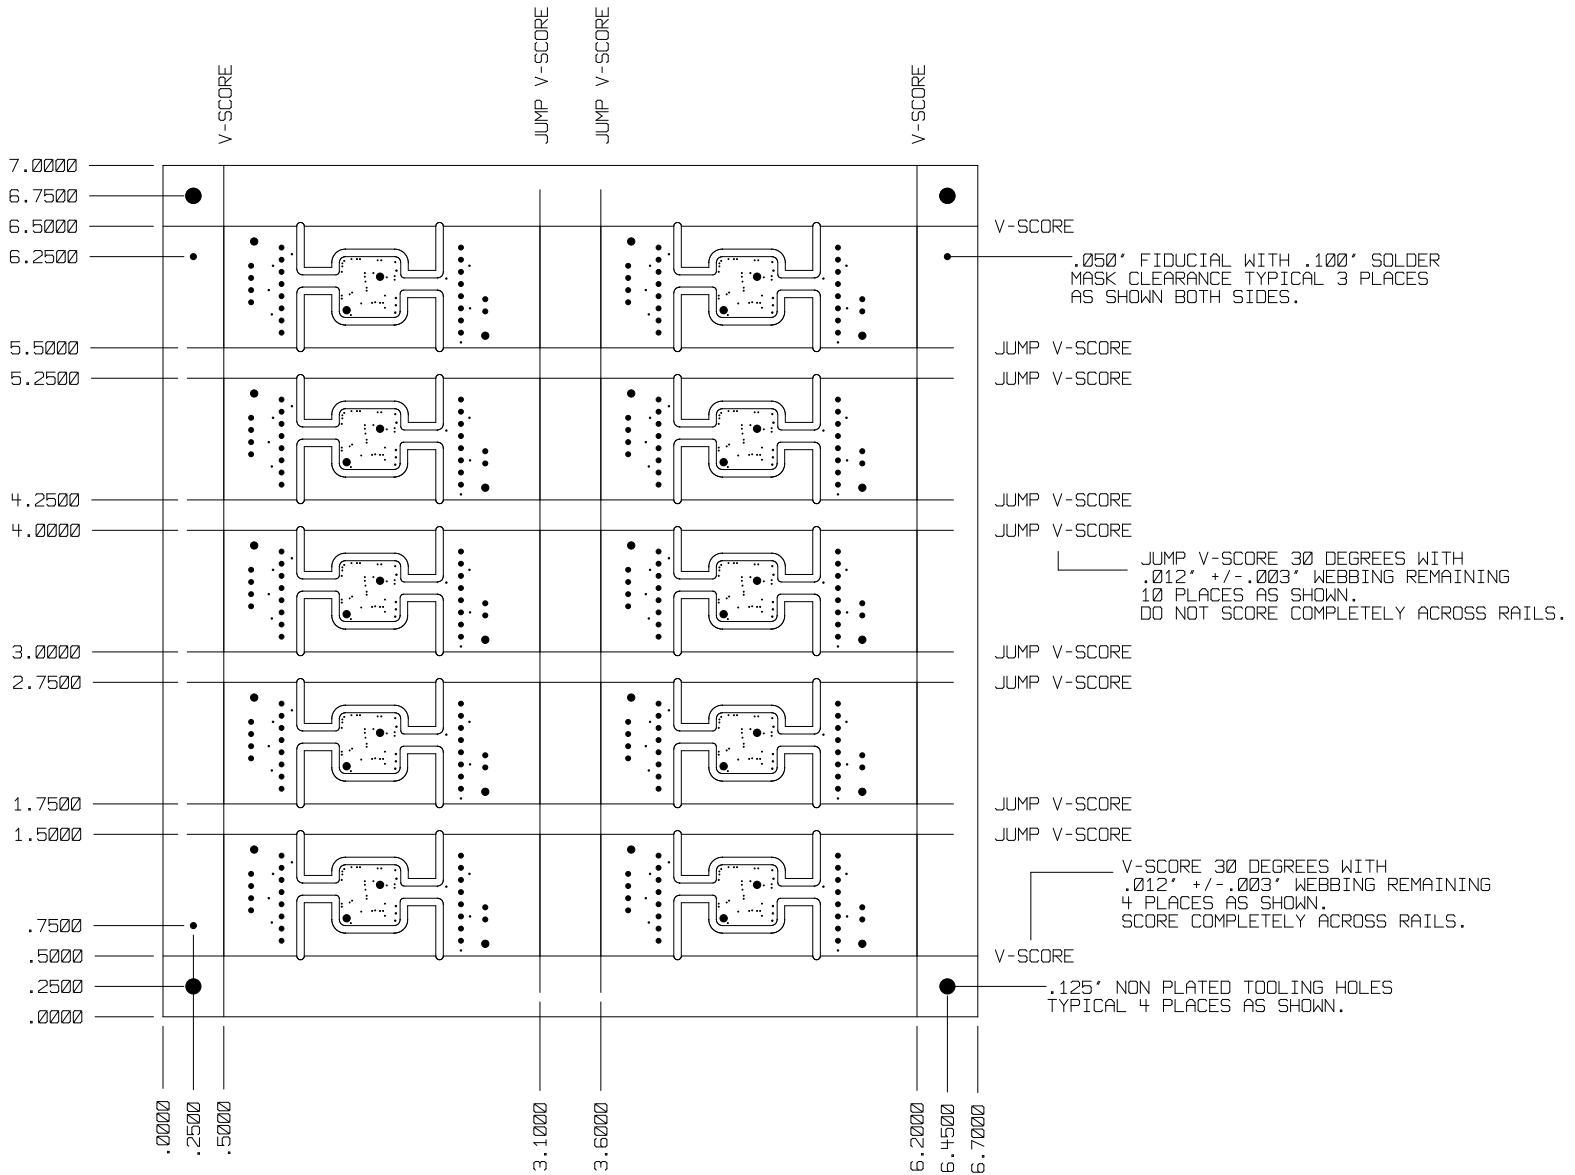 V-SCORE
JUMP V-SCORE
JUMP V-SCORE
V-SCORE
7.0000
6.7500
6.5000
V-SCORE
6.2500
.050" FIDUCIAL WITH .100" SOLDER
MASK CLEARANCE TYPICAL 3 PLACES
AS SHOWN BOTH SIDES.
5.5000
JUMP V-SCORE
5.2500
JUMP V-SCORE
4.2500
JUMP V-SCORE
4.0000
JUMP V-SCORE
JUMP V-SCORE 30 DEGREES WITH
.012" +/-.003" WEBBING REMAINING
10 PLACES AS SHOWN.
DO NOT SCORE COMPLETELY ACROSS RAILS.
3.0000
JUMP V-SCORE
2.7500
JUMP V-SCORE
1.7500
JUMP V-SCORE
1.5000
JUMP V-SCORE
V-SCORE 30 DEGREES WITH
.012" +/-.003" WEBBING REMAINING
4 PLACES AS SHOWN.
SCORE COMPLETELY ACROSS RAILS.
.7500
.5000
V-SCORE
.2500
.125" NON PLATED TOOLING HOLES
TYPICAL 4 PLACES AS SHOWN.
.0000
.0000
.2500
.5000
3.1000
3.6000
6.2000
6.4500
6.7000